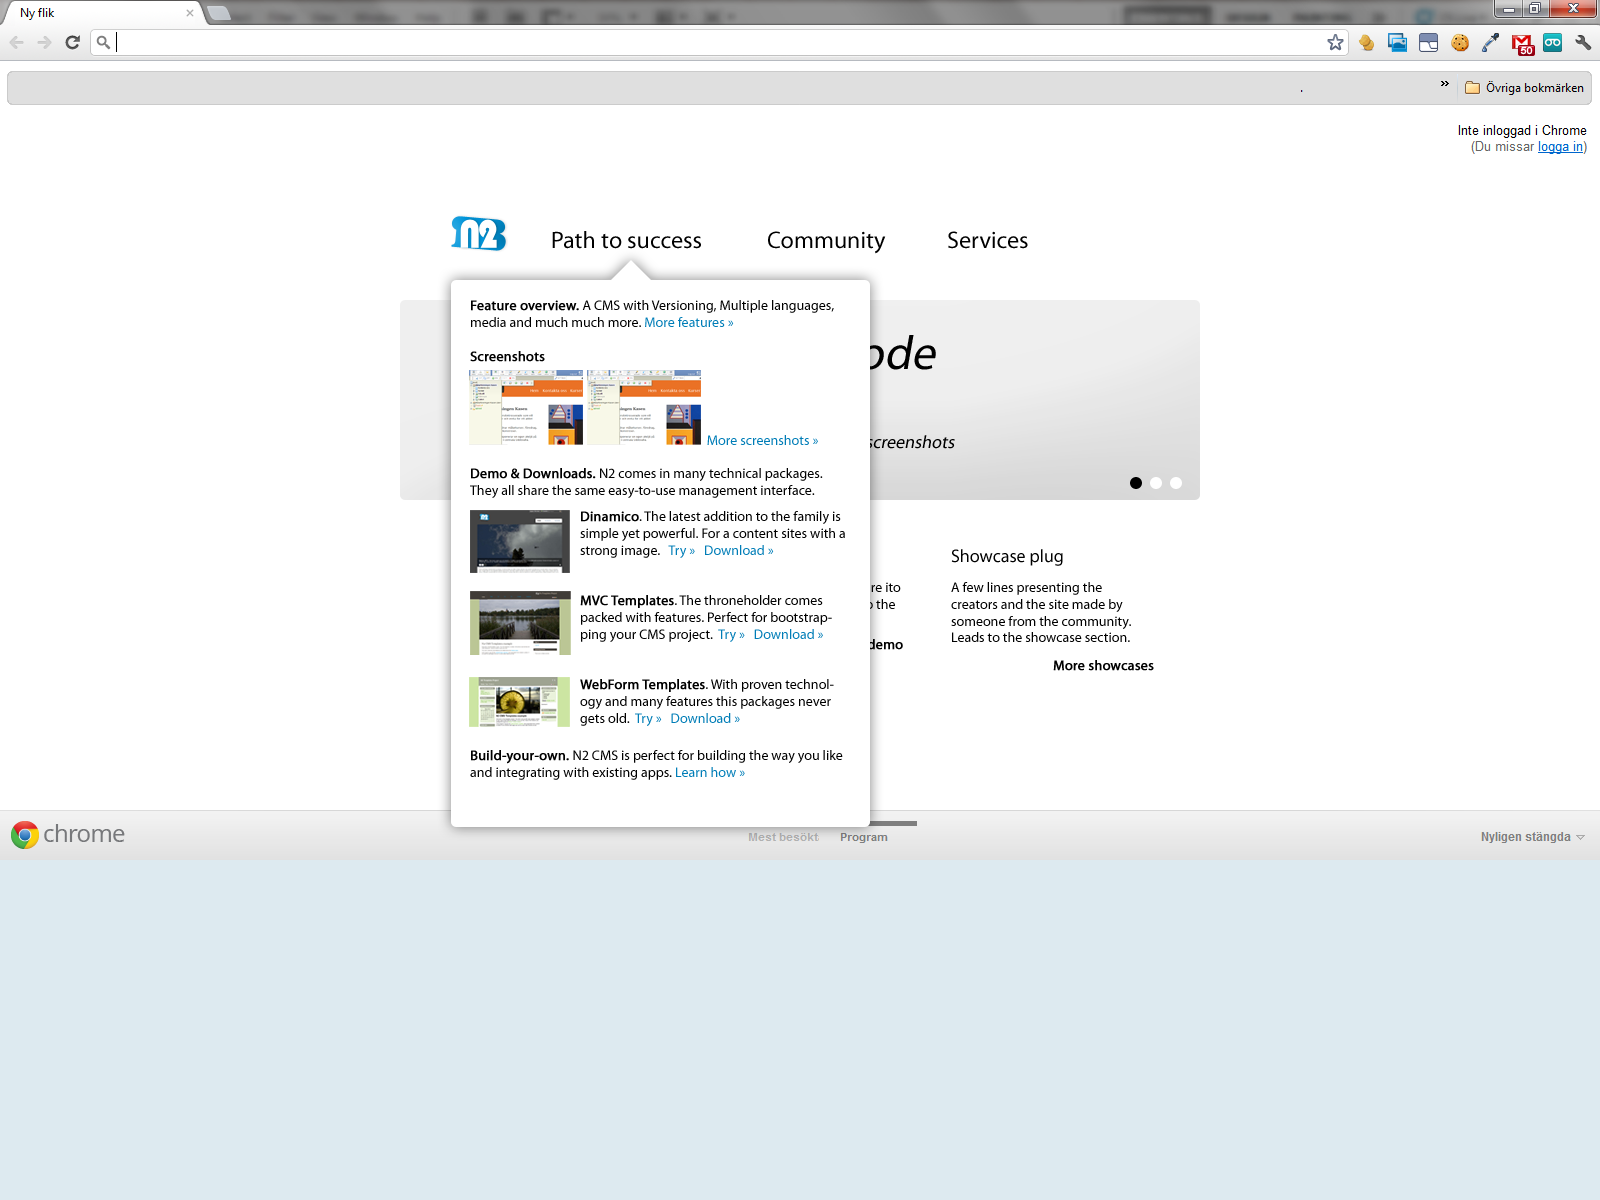 Ny flik
50
»
Övriga bokmärken
Inte inloggad i Chrome
(Du missar logga in)
n2
Path to success
Community
Services
Feature overview. A CMS with Versioning, Multiple languages,
media and much much more. More features »
ode
Screenshots
More screenshots »
screenshots
Demo & Downloads. N2 comes in many technical packages.
They all share the same easy-to-use management interface.
Dinamico. The latest addition to the family is
simple yet powerful. For a content sites with a
strong image. Try » Download »
MVC Templates. The throneholder comes
packed with features. Perfect for bootstrap-
ping your CMS project. Try » Download »
WebForm Templates. With proven technol-
ogy and many features this packages never
gets old. Try » Download »
Build-your-own. N2 CMS is perfect for building the way you like
and integrating with existing apps. Learn how »
re ito
the
demo
Showcase plug
A few lines presenting the
creators and the site made by
someone from the community.
Leads to the showcase section.
More showcases
chrome
Mest besökt
Program
Nyligen stängda